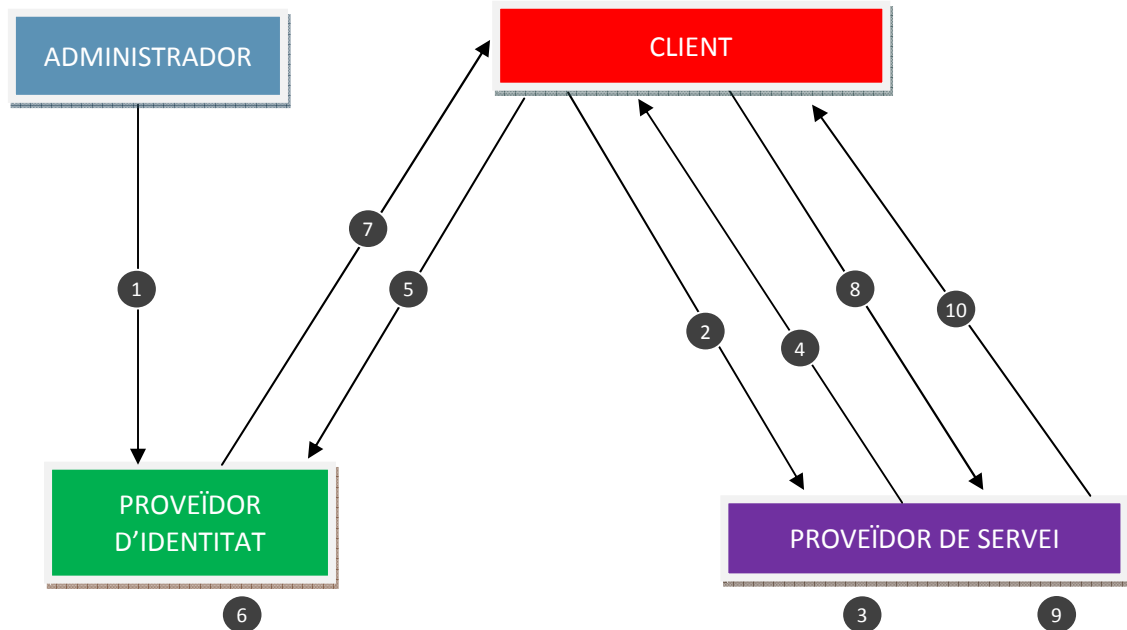 ADMINISTRADOR
CLIENT
7
1
5
8
10
2
4
PROVEÏDOR
D’IDENTITAT
PROVEÏDOR DE SERVEI
6
3
9